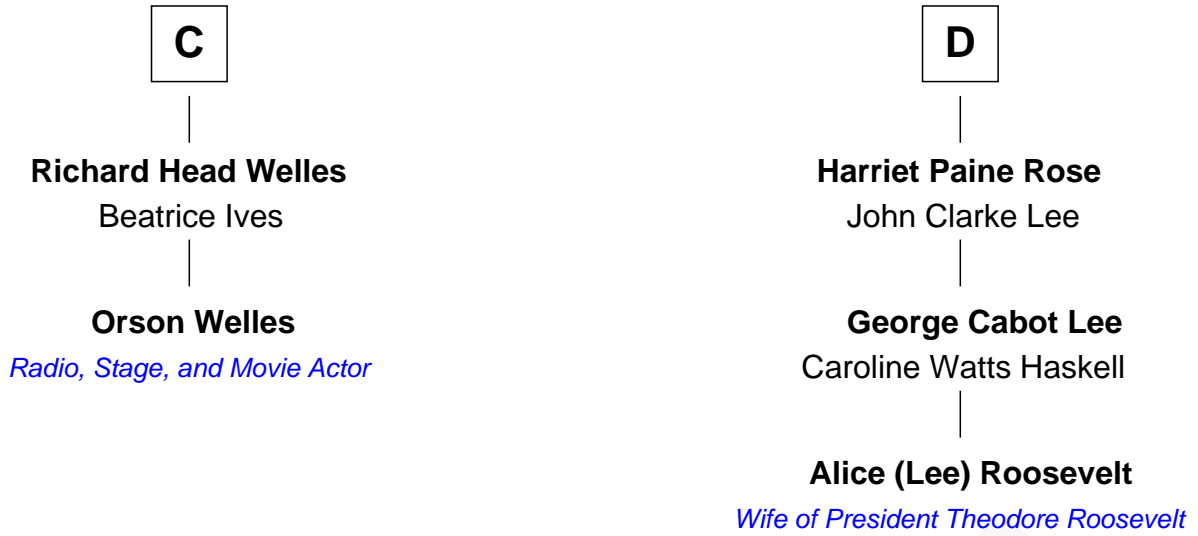 C
Richard Head Welles
Beatrice Ives
Orson Welles
Radio, Stage, and Movie Actor
D
Harriet Paine Rose
John Clarke Lee
George Cabot Lee
Caroline Watts Haskell
Alice (Lee) Roosevelt
Wife of President Theodore Roosevelt